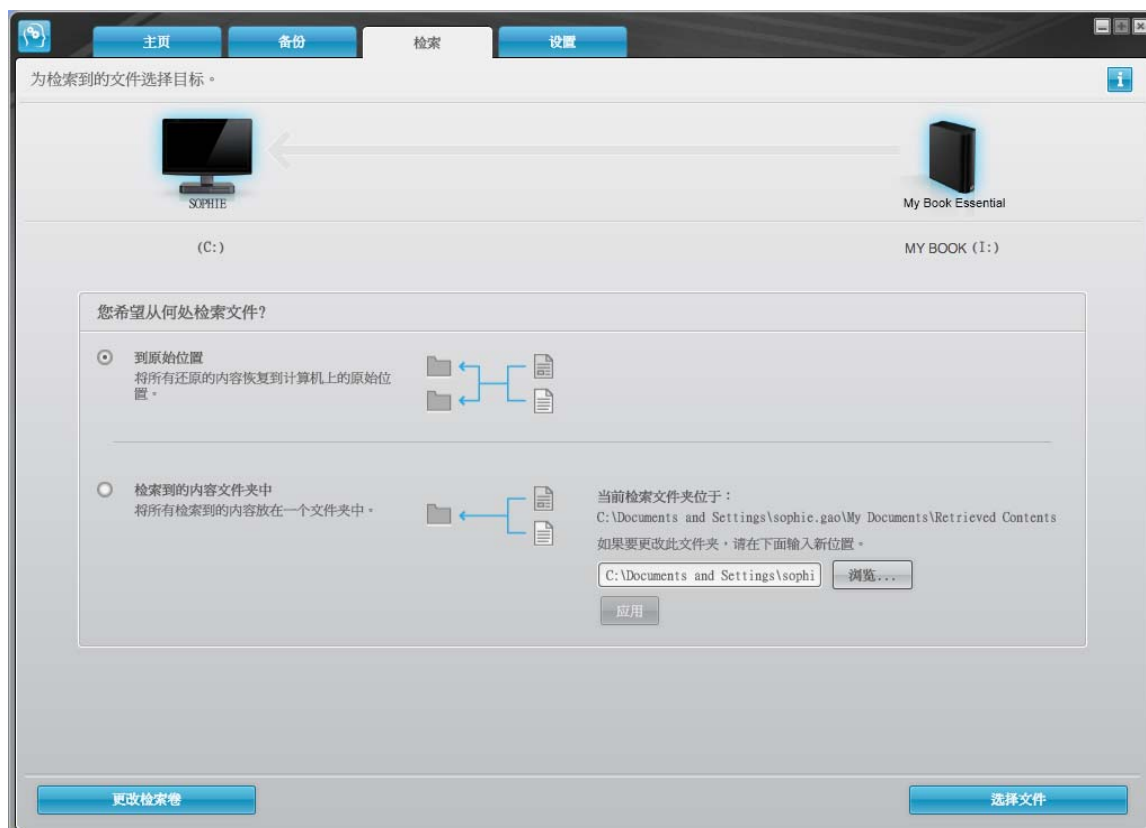 主页
备份
检索
设置
为检索到的文件选择目标。
SOPHIE
My Book Essential
(C:)
MY BOOK (I:)
您希望从何处检索文件?
到原始位置
将所有还原的内容恢复到计算机上的原始位
置。
检索到的内容文件夹中
将所有检索到的内容放在一个文件夹中。
当前检索文件夹位于：
C:\Documents and Settings\sophie.gao\My Documents\Retrieved Contents
如果要更改此文件夹，请在下面输入新位置。
C:\Documents and Settings\sophi
浏览...
应用
更改检索卷
选择文件